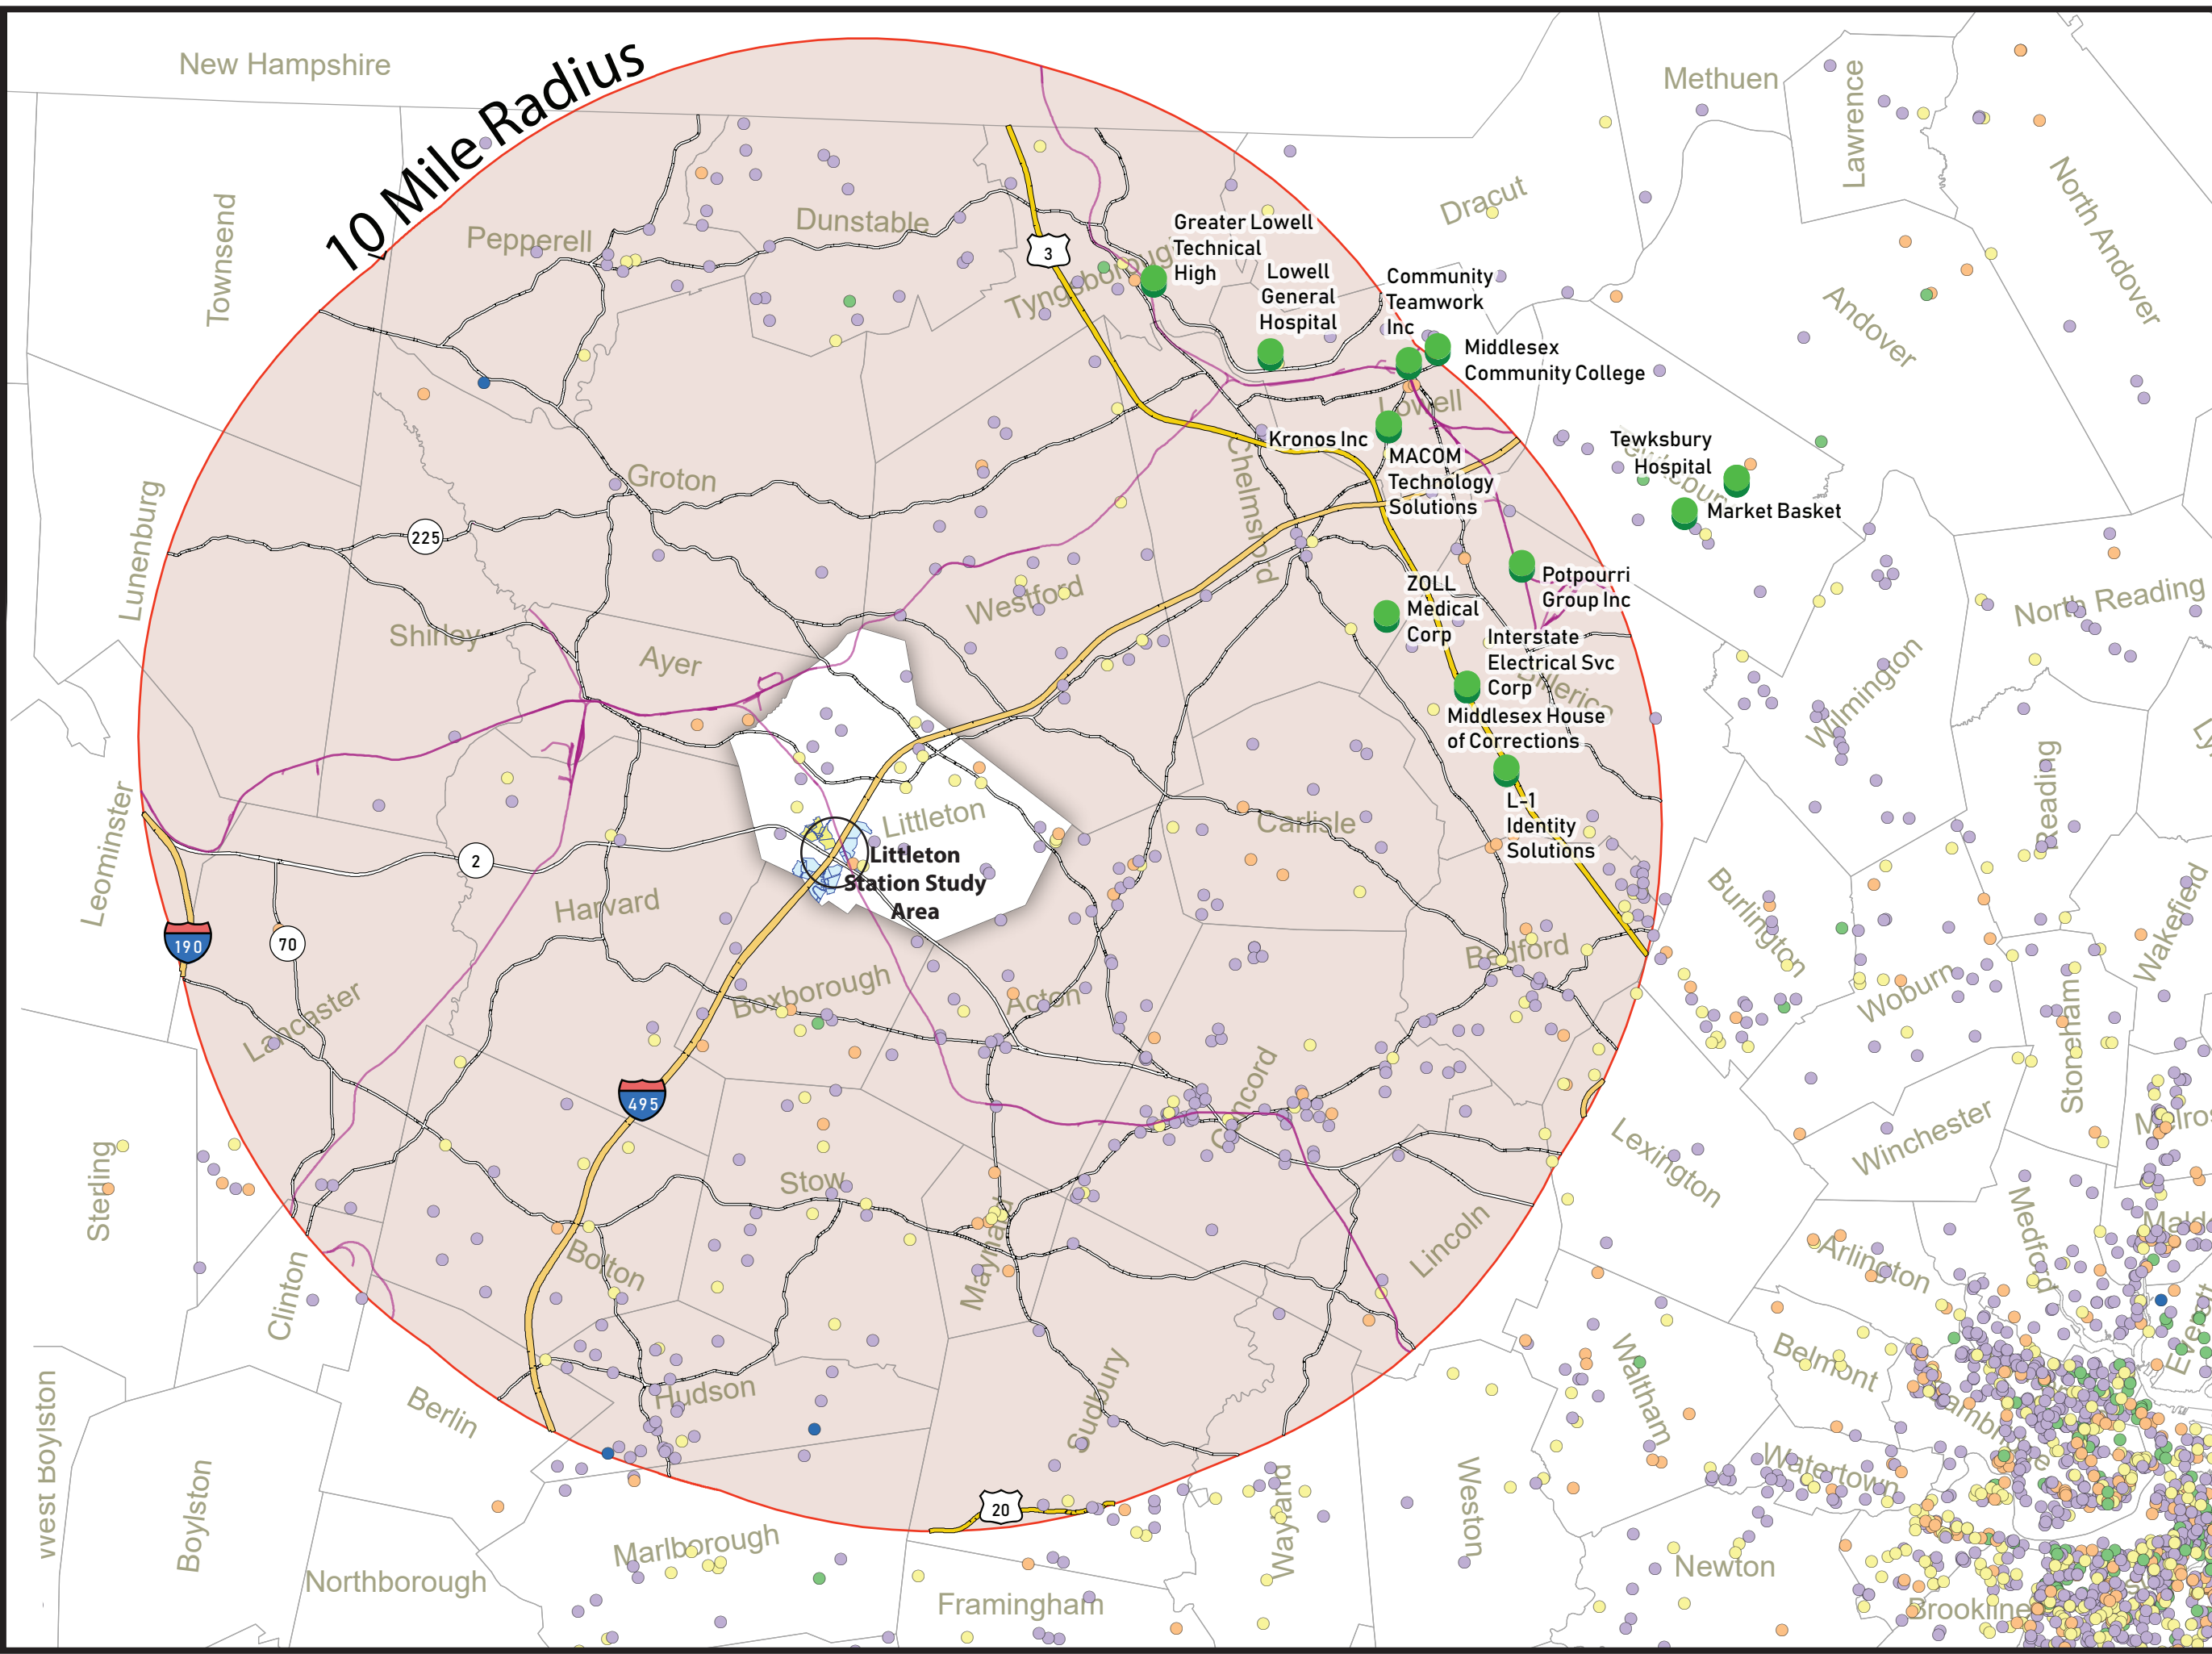 New Hampshire
10 Mile Radius
Methuen
Lawrence
North Andover
Townsend
Pepperell
Dunstable
3
Tyngsborough
Greater Lowell
Technical
High
Lowell
General
Hospital
Community
Teamwork
Inc
Dracut
Andover
Middlesex
Community College
Lowell
Kronos Inc
MACOM
Technology
Solutions
Tewksbury
Hospital
Tewksbury
Market Basket
Lunenburg
225
Groton
Chelmsford
Westford
Shirley
Ayer
ZOLL
Medical
Corp
Potpourri
Group Inc
Interstate
Electrical Svc
Corp
Billerica
Middlesex House
of Corrections
North Reading
Wilmington
Reading
Leominster
2
Littleton
Littleton
Station Study
Area
Carlisle
L-1
Identity
Solutions
Burlington
Wakefield
190
70
Harvard
Lancaster
Boxborough
Acton
Bedford
Woburn
Stoneham
495
Concord
Lexington
Winchester
Melros
Sterling
Stow
Maynard
Lincoln
Arlington
Medford
Mald
Everett
Clinton
Bolton
Belmont
Waltham
Berlin
Hudson
Sudbury
Cambridge
Watertown
West Boylston
Boylston
20
Wayland
Weston
Marlborough
Northborough
Framingham
Newton
Brookline